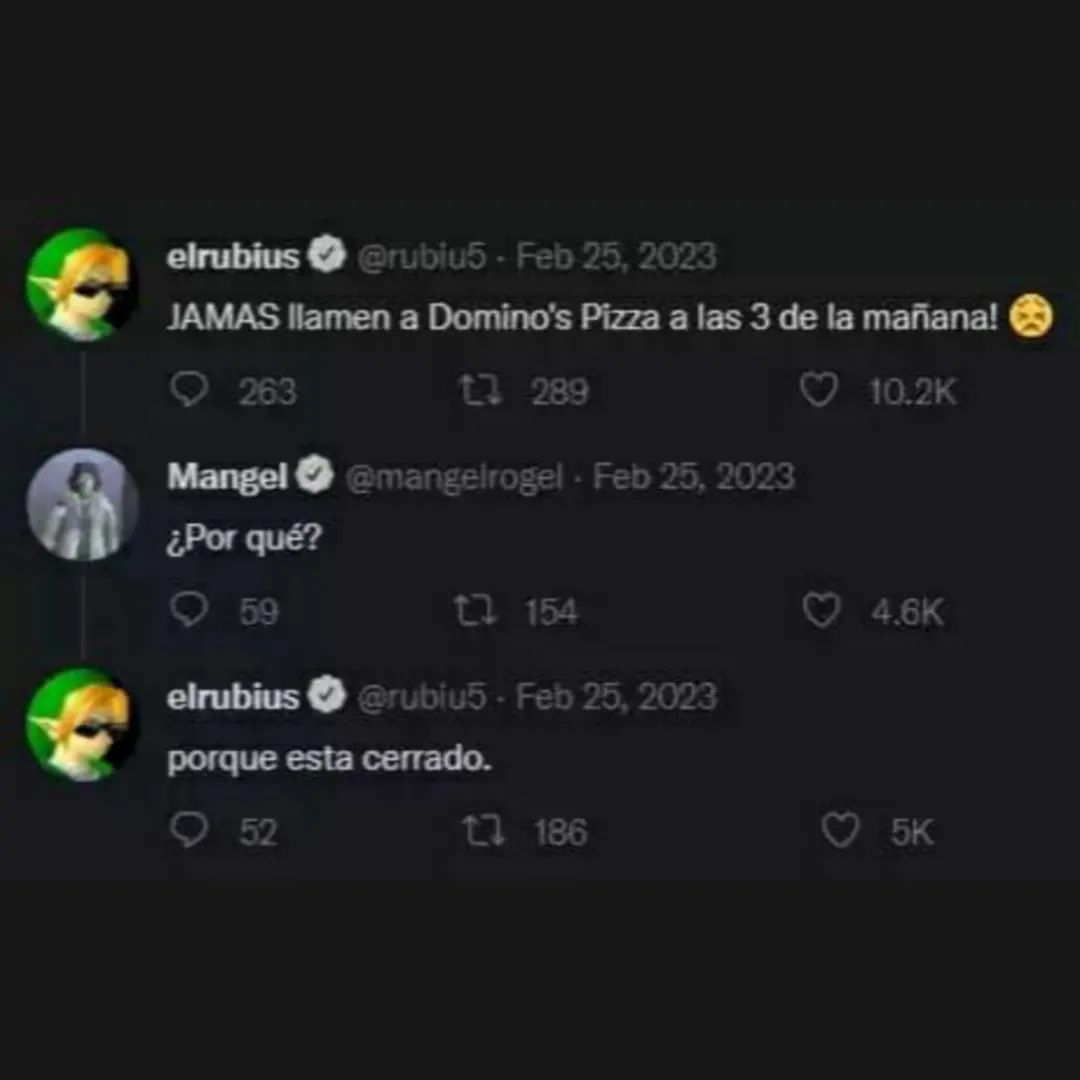 elrubius @rubiu5 · Feb 25, 2023
JAMAS llamen a Domino's Pizza a las 3 de la mañana! 😣
263 289 10.2K
Mangel @mangelrogel · Feb 25, 2023
¿Por qué?
59 154 4.6K
elrubius @rubiu5 · Feb 25, 2023
porque esta cerrado.
52 186 5K